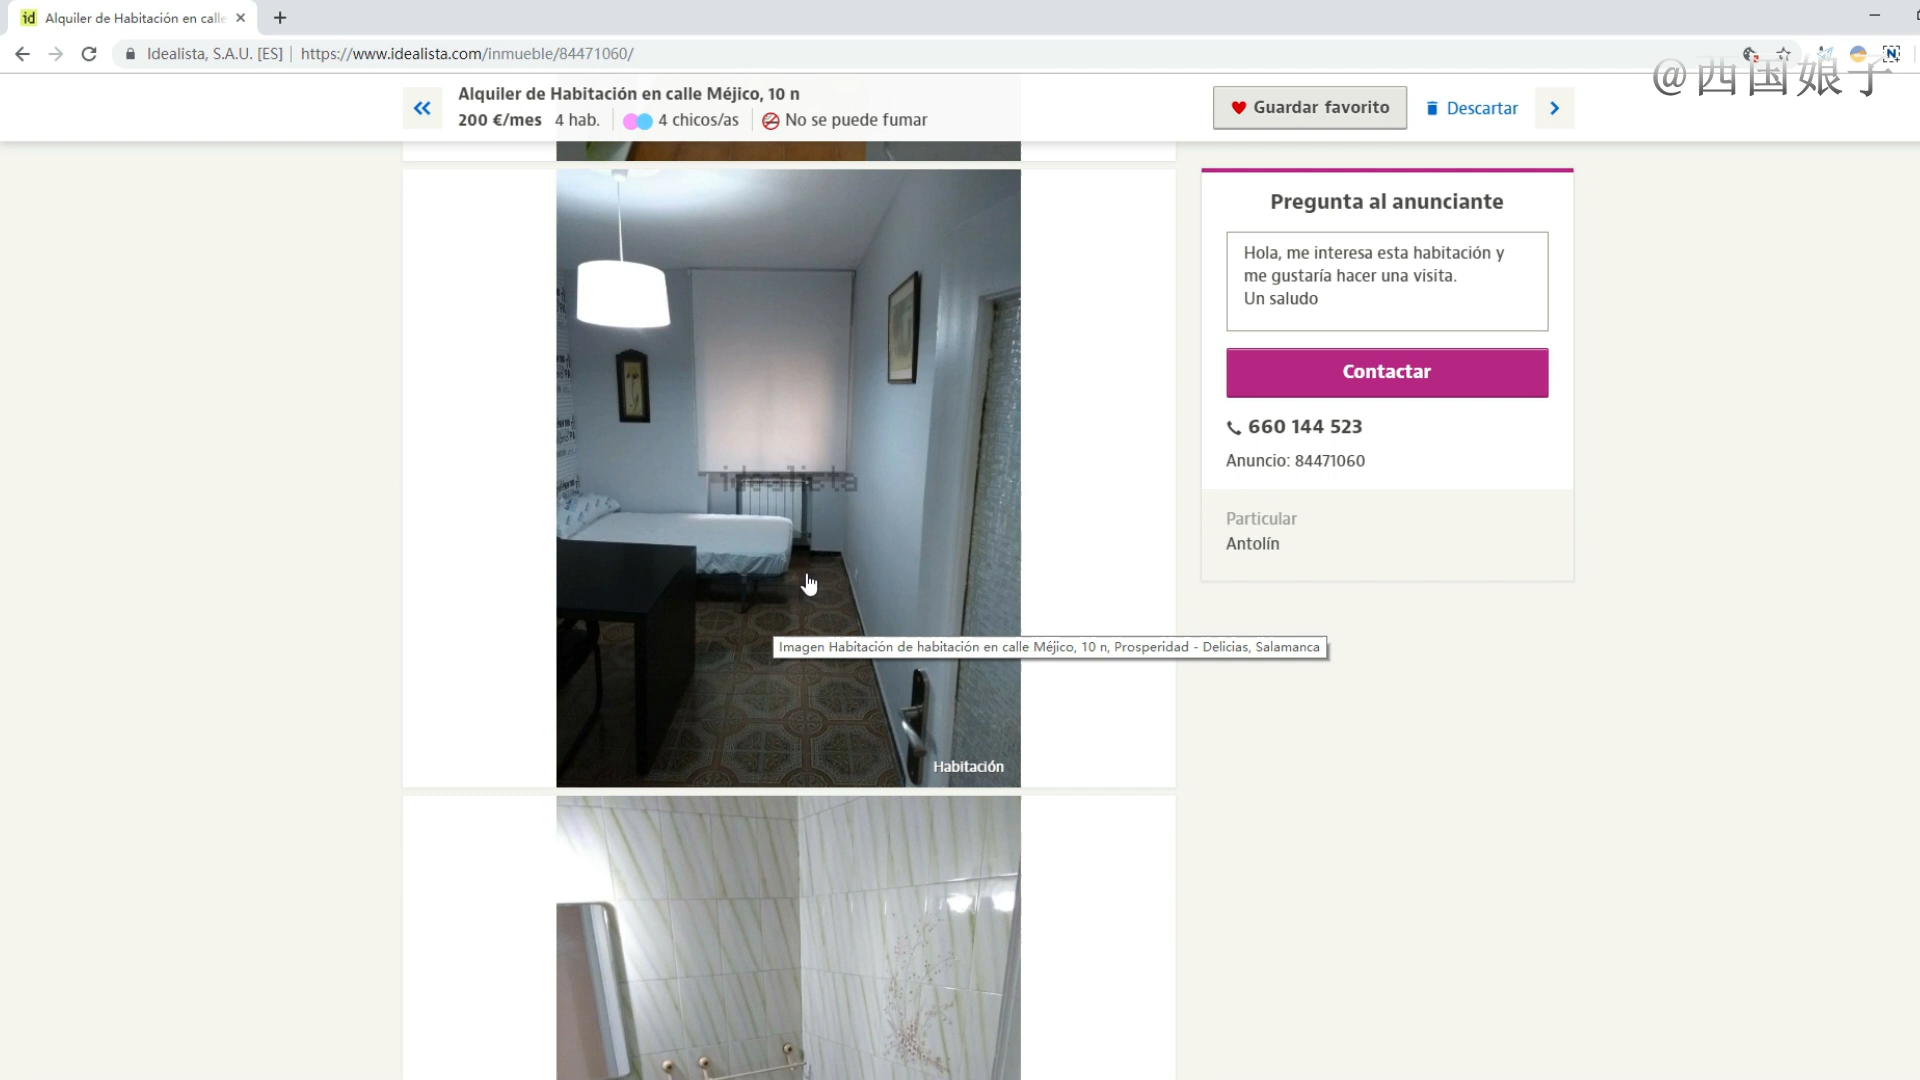 id Alquiler de Habitación en calle
Idealista, S.A.U. [ES] | https://www.idealista.com/inmueble/84471060/
@西国娘子
Alquiler de Habitación en calle Méjico, 10 n
200 €/mes 4 hab. 4 chicos/as No se puede fumar
Guardar favorito
Descartar
idealista
Habitación
Imagen Habitación de habitación en calle Méjico, 10 n, Prosperidad - Delicias, Salamanca
Pregunta al anunciante
Hola, me interesa esta habitación y
me gustaría hacer una visita.
Un saludo
Contactar
660 144 523
Anuncio: 84471060
Particular
Antolín